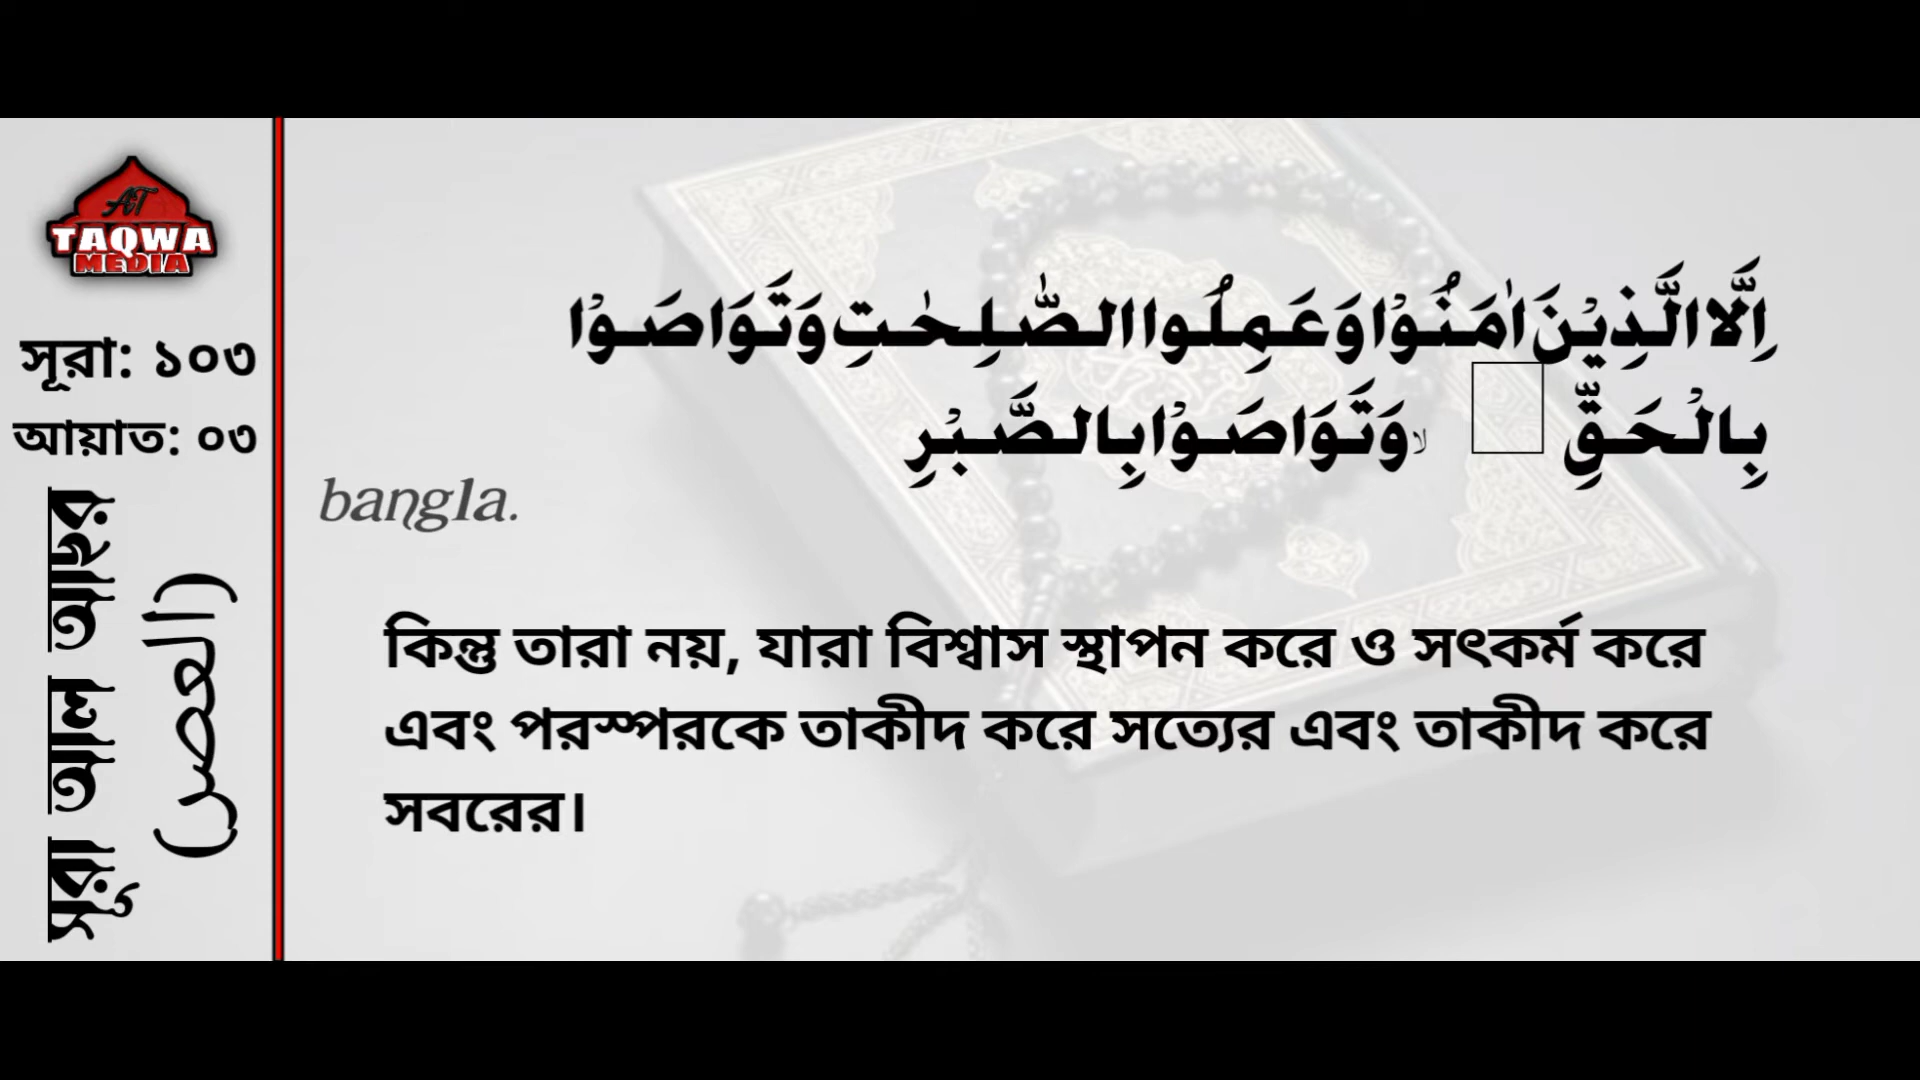 AT
TAQWA
MEDIA
সূরা: ১০৩
আয়াত: ০৩
সূরা আল আছর
(العصر)
اِلَّا الَّذِيْنَ اٰمَنُوْا وَعَمِلُوا الصّٰلِحٰتِ وَتَوَاصَوْا
بِالْحَقِّ ۙ وَتَوَاصَوْا بِالصَّبْرِ
bangla.
কিন্তু তারা নয়, যারা বিশ্বাস স্থাপন করে ও সৎকর্ম করে
এবং পরস্পরকে তাকীদ করে সত্যের এবং তাকীদ করে
সবরের।